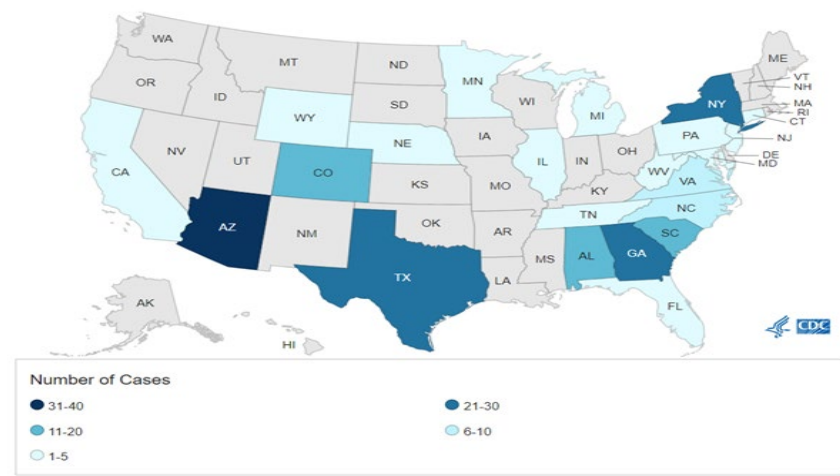 WA
MT
ND
MN
ME
VT
NH
OR
ID
SD
WI
MI
NY
MA
RI
CT
WY
NE
IA
PA
NJ
NV
UT
CO
IL
IN
OH
DE
MD
CA
KS
MO
KY
WV
VA
AZ
NM
OK
AR
TN
NC
SC
TX
LA
MS
AL
GA
FL
AK
HI
CDC
Number of Cases
31-40
21-30
11-20
6-10
1-5